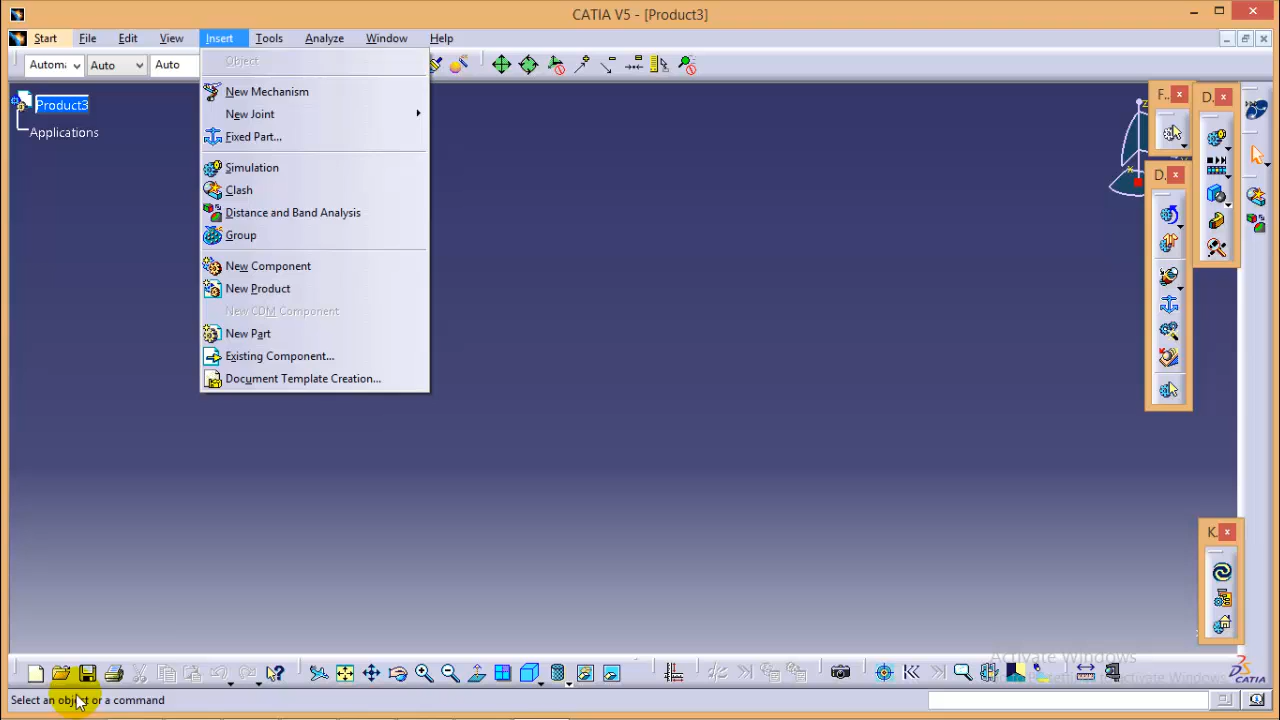 CATIA V5 - [Product3]
Start File Edit View Insert Tools Analyze Window Help
Auto Auto
Object
New Mechanism
New Joint
Fixed Part...
Simulation
Clash
Distance and Band Analysis
Group
New Component
New Product
New CDM Component
New Part
Existing Component...
Document Template Creation...
Product3
Applications
F..
D..
D..
K
Activate Windows
CATIA
Select an object or a command